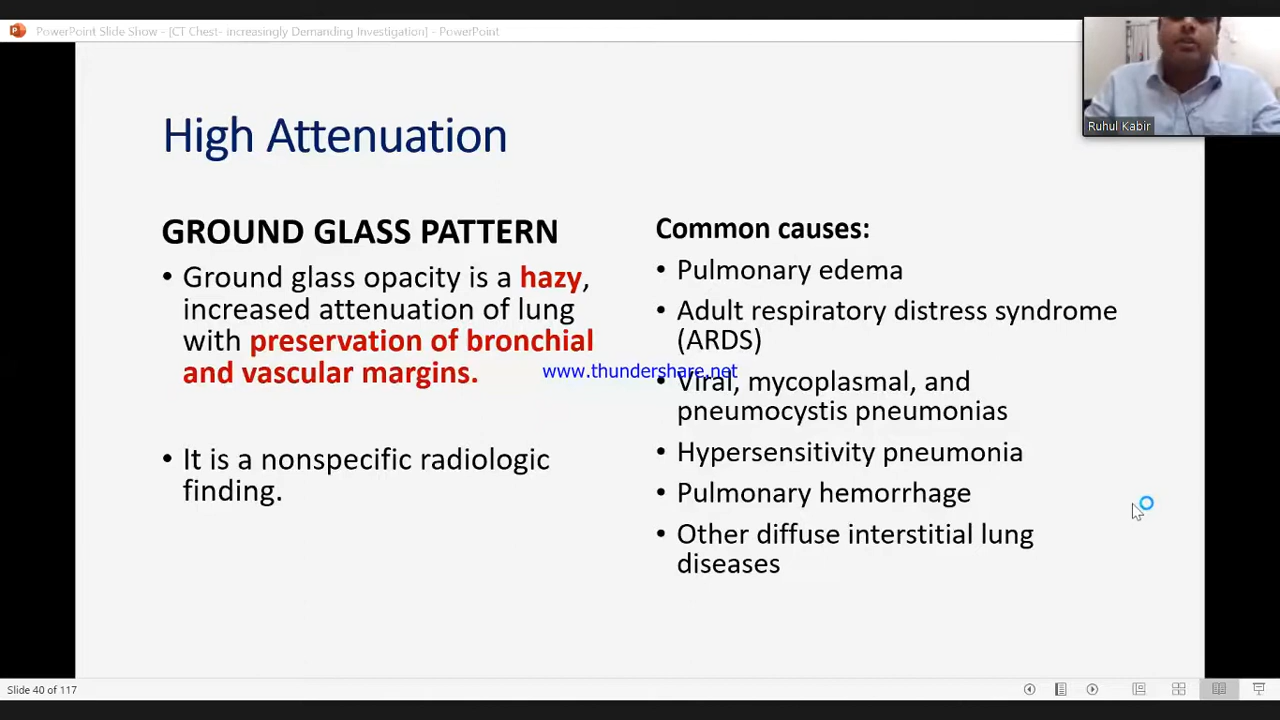 PowerPoint Slide Show - [CT Chest- increasingly Demanding Investigation] - PowerPoint
Ruhul Kabir
High Attenuation
GROUND GLASS PATTERN
• Ground glass opacity is a hazy,
increased attenuation of lung
with preservation of bronchial
and vascular margins.
• It is a nonspecific radiologic
finding.
Common causes:
• Pulmonary edema
• Adult respiratory distress syndrome
(ARDS)
www.thundershare.net
• Viral, mycoplasmal, and
pneumocystis pneumonias
• Hypersensitivity pneumonia
• Pulmonary hemorrhage
• Other diffuse interstitial lung
diseases
Slide 40 of 117